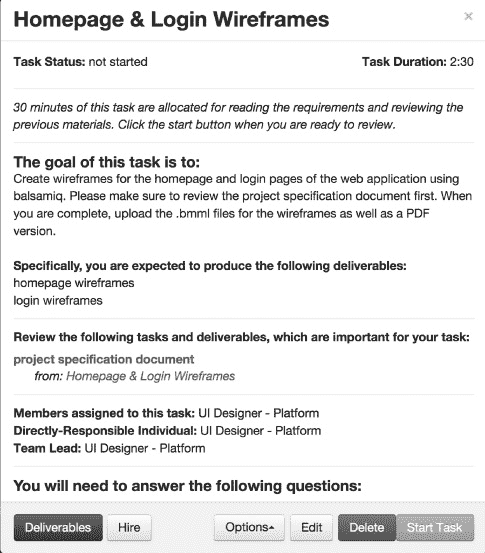 Homepage & Login Wireframes ×
Task Status: not started Task Duration: 2:30
30 minutes of this task are allocated for reading the requirements and reviewing the
previous materials. Click the start button when you are ready to review.
The goal of this task is to:
Create wireframes for the homepage and login pages of the web application using
balsamiq. Please make sure to review the project specification document first. When
you are complete, upload the .bmml files for the wireframes as well as a PDF
version.
Specifically, you are expected to produce the following deliverables:
homepage wireframes
login wireframes
Review the following tasks and deliverables, which are important for your task:
project specification document
from: Homepage & Login Wireframes
Members assigned to this task: UI Designer - Platform
Directly-Responsible Individual: UI Designer - Platform
Team Lead: UI Designer - Platform
You will need to answer the following questions:
Deliverables Hire Options Edit Delete Start Task